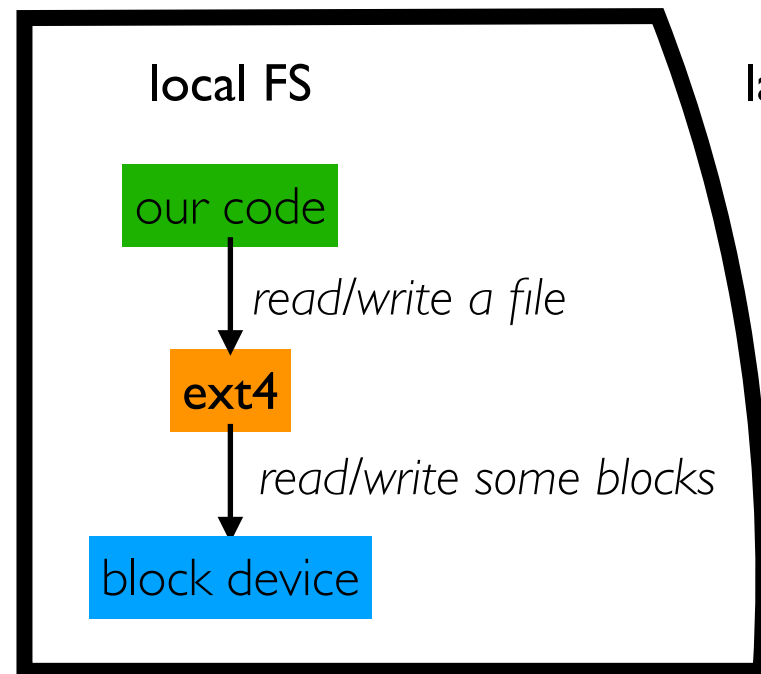 local FS
our code
read/write a file
ext4
read/write some blocks
block device